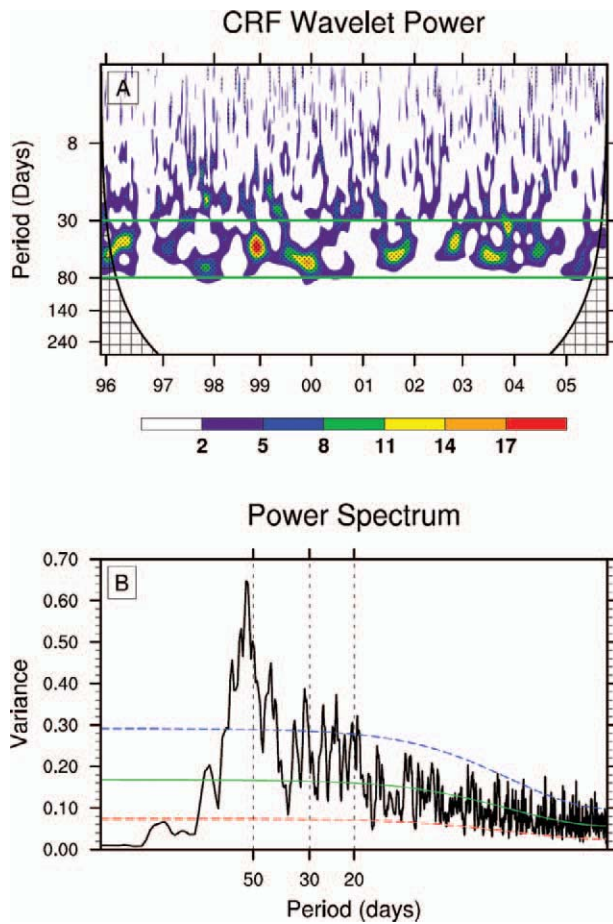 CRF Wavelet Power
A
Period (Days)
8
30
80
140
240
96 97 98 99 00 01 02 03 04 05
2 5 8 11 14 17
Power Spectrum
B
Variance
0.70
0.60
0.50
0.40
0.30
0.20
0.10
0.00
50 30 20
Period (days)